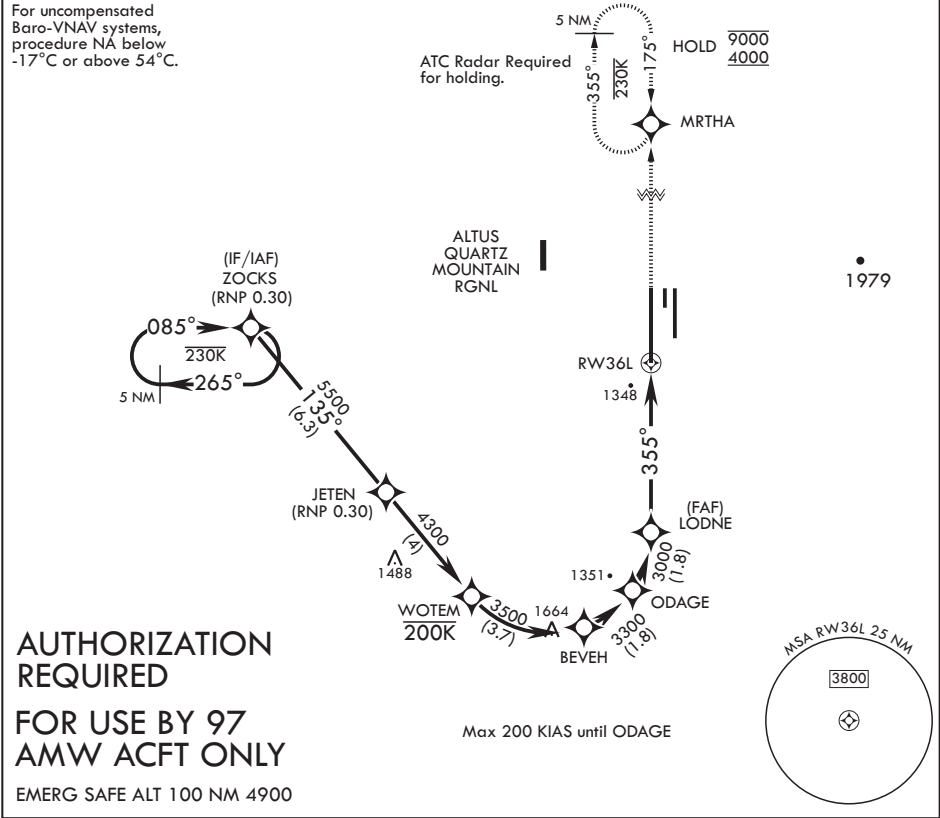 For uncompensated
Baro-VNAV systems,
procedure NA below
-17°C or above 54°C.
5 NM
ATC Radar Required
for holding.
355°
230K
175°
HOLD 9000
4000
MRTHA
ALTUS
QUARTZ
MOUNTAIN
RGNL
1979
(IF/IAF)
ZOCKS
(RNP 0.30)
085°
230K
265°
5 NM
5500
135°
(6.3)
RW36L
1348
355°
JETEN
(RNP 0.30)
4300
(4)
1488
(FAF)
LODNE
3000
(1.8)
1351
ODAGE
WOTEM
200K
3500
(3.7)
1664
BEVEH
3300
(1.8)
AUTHORIZATION
REQUIRED
FOR USE BY 97
AMW ACFT ONLY
EMERG SAFE ALT 100 NM 4900
Max 200 KIAS until ODAGE
MSA RW36L 25 NM
3800